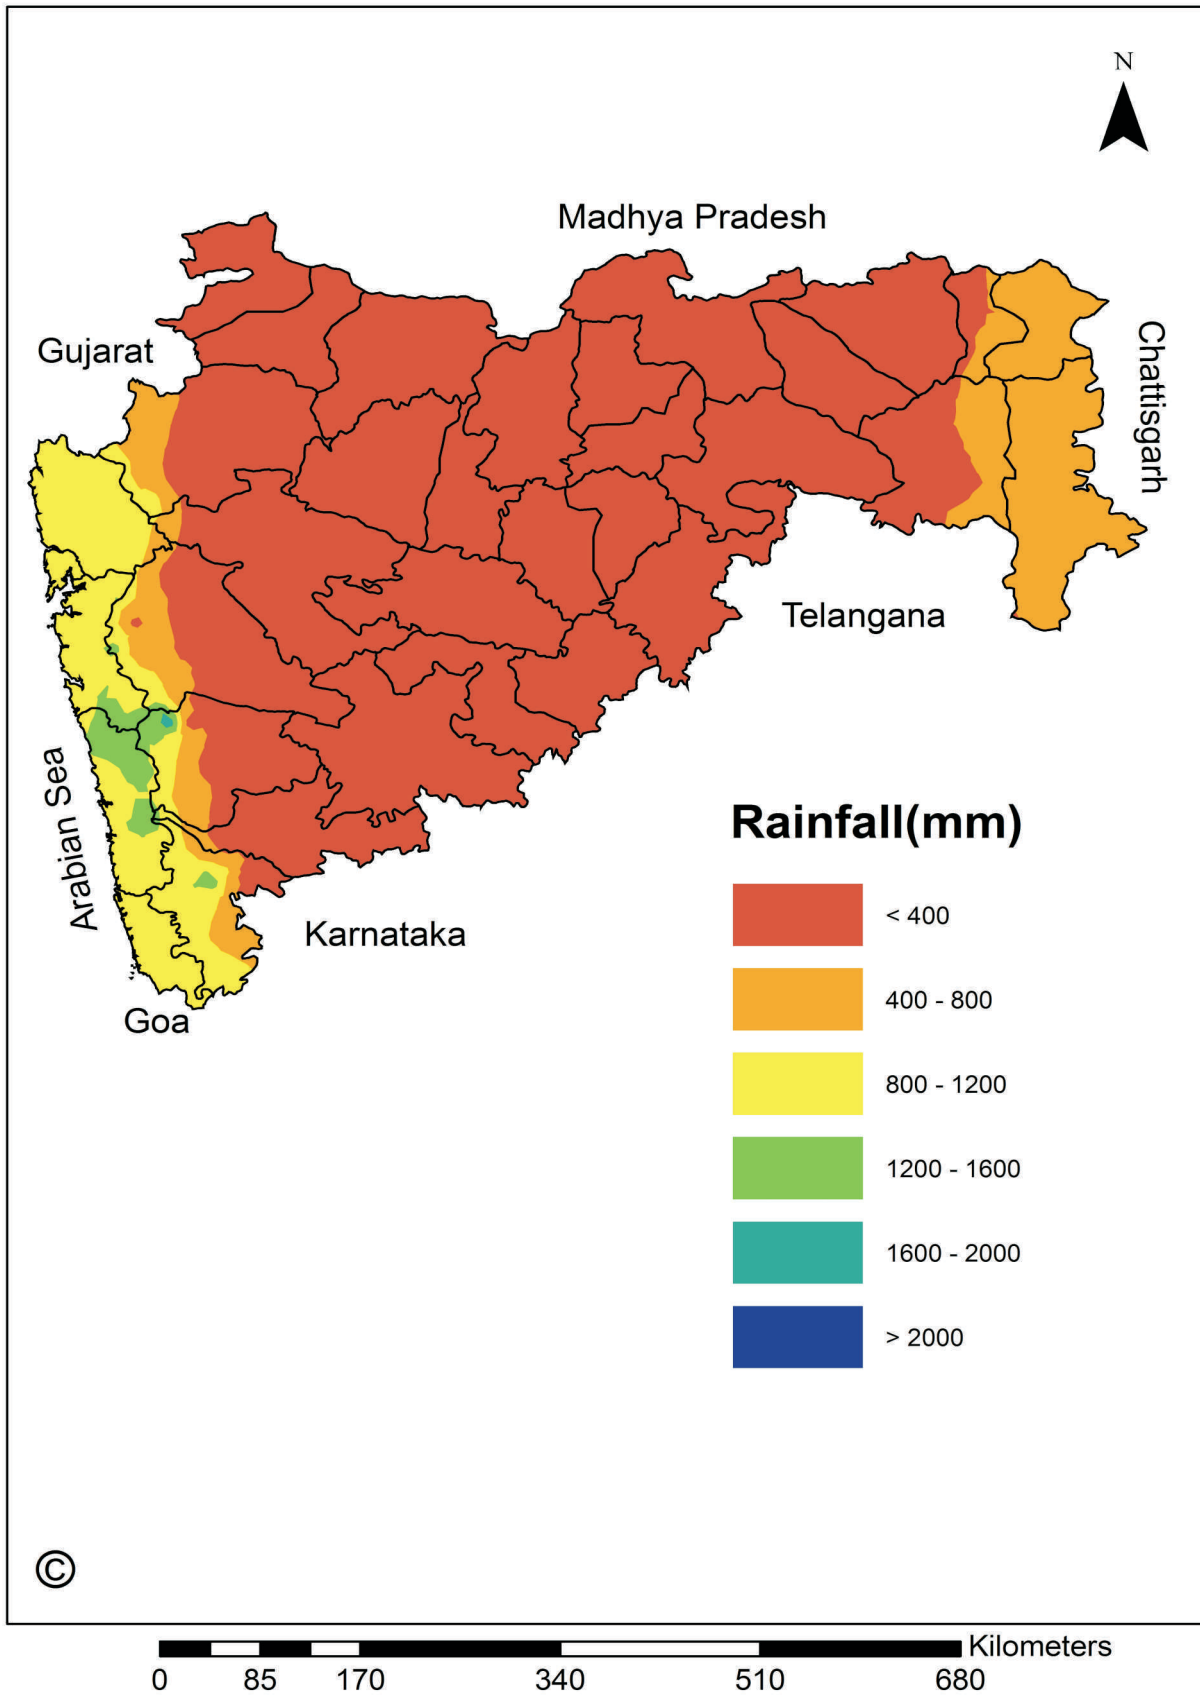 N
Madhya Pradesh
Gujarat
Chattisgarh
Telangana
Arabian Sea
Karnataka
Goa
Rainfall(mm)
< 400
400 - 800
800 - 1200
1200 - 1600
1600 - 2000
> 2000
©
Kilometers
0 85 170 340 510 680